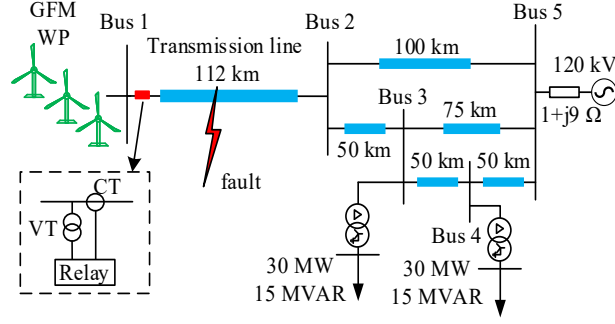 GFM
WP
Bus 1
Transmission line
112 km
fault
Bus 2
100 km
Bus 5
120 kV
1+j9 Ω
Bus 3
75 km
50 km
50 km
50 km
Bus 4
CT
VT
Relay
30 MW
15 MVAR
30 MW
15 MVAR